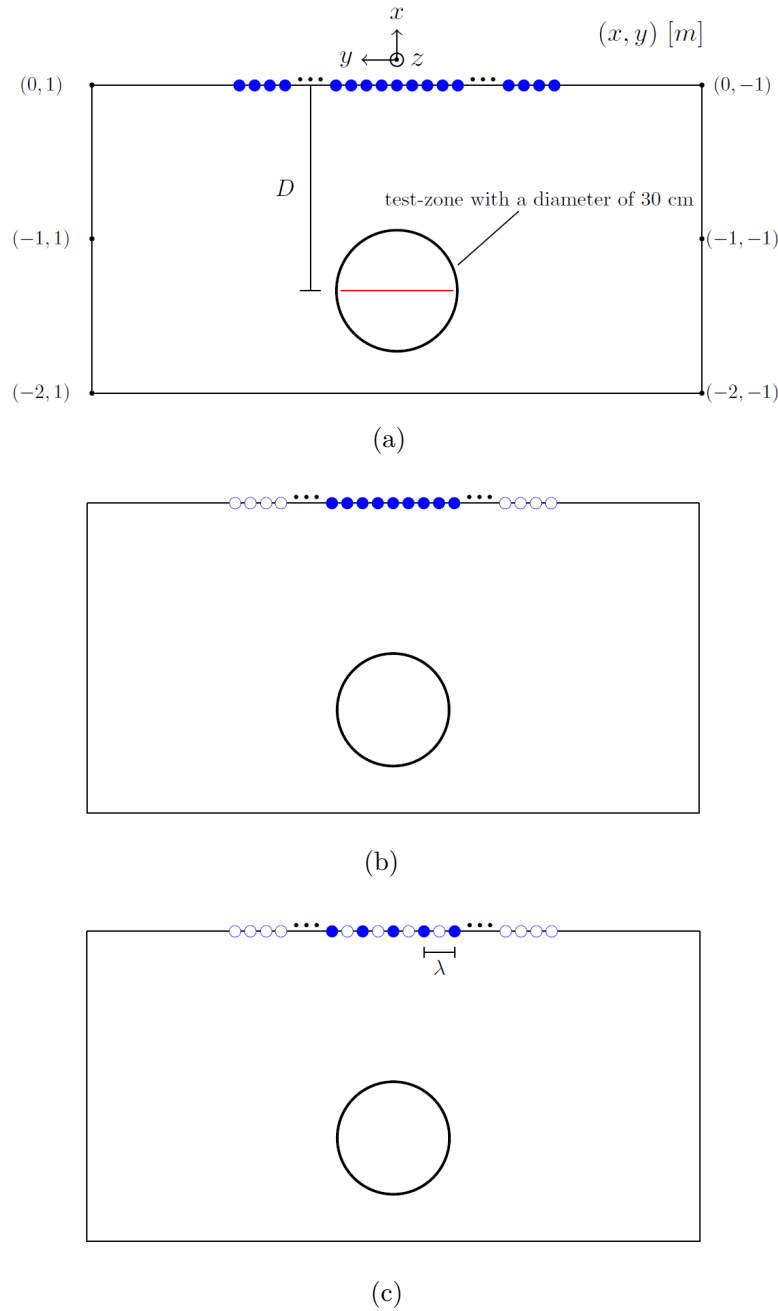 x
(x, y) [m]
y z
(0, 1) (0, −1)
D
test-zone with a diameter of 30 cm
(−1, 1) (−1, −1)
(−2, 1) (−2, −1)
(a)
(b)
λ
(c)